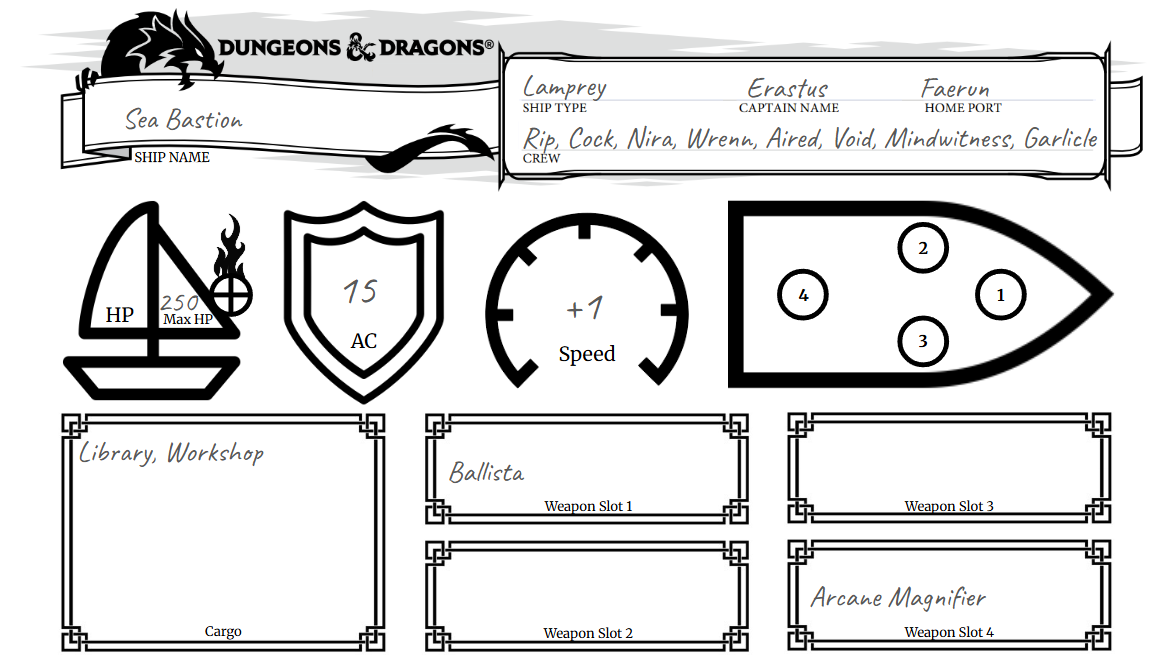 DUNGEONS & DRAGONS®
Sea Bastion
SHIP NAME
Lamprey Erastus Faerun
SHIP TYPE CAPTAIN NAME HOME PORT
Rip, Cock, Nira, Wrenn, Aired, Void, Mindwitness, Garlicle
CREW
HP
250
Max HP
15
AC
+1
Speed
2
4 1
3
Library, Workshop
Cargo
Ballista
Weapon Slot 1
Weapon Slot 2
Weapon Slot 3
Arcane Magnifier
Weapon Slot 4